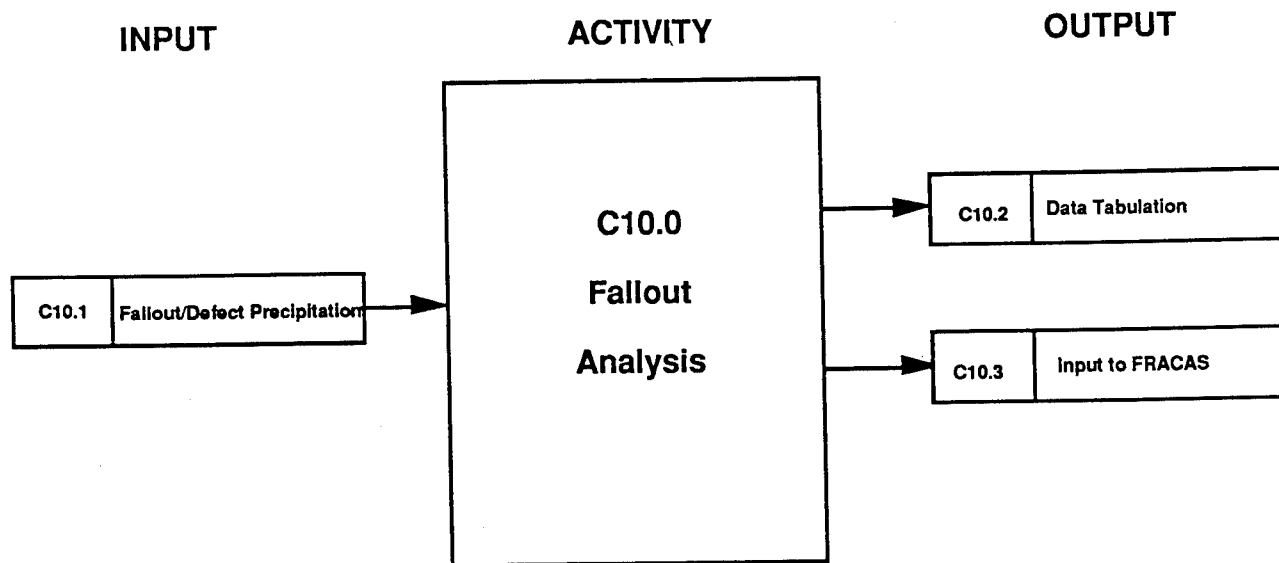 INPUT
ACTIVITY
OUTPUT
C10.1
Fallout/Defect Precipitation
C10.0
Fallout
Analysis
C10.2
Data Tabulation
C10.3
Input to FRACAS